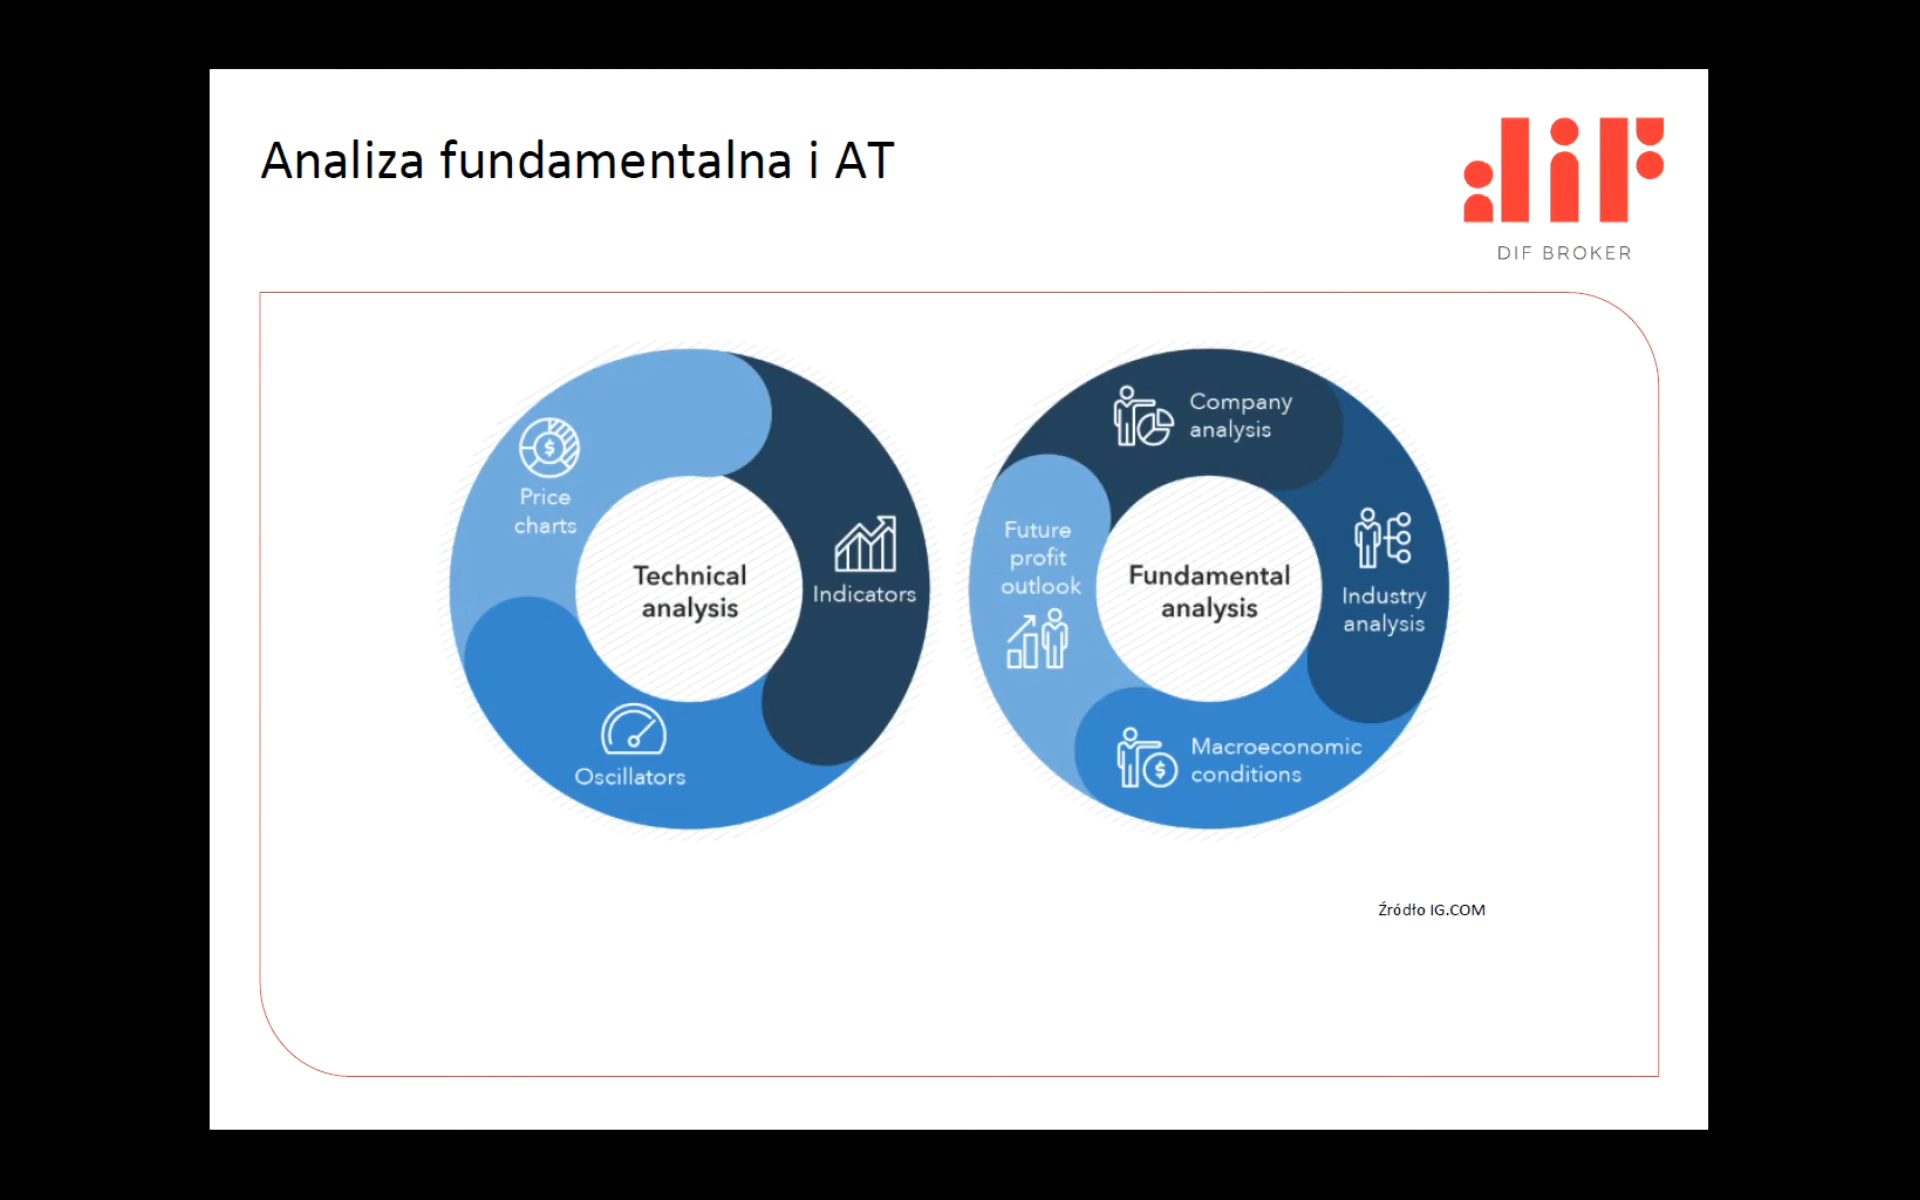 Analiza fundamentalna i AT
dif
DIF BROKER
Price
charts
Technical
analysis
Indicators
Oscillators
Company
analysis
Future
profit
outlook
Fundamental
analysis
Industry
analysis
Macroeconomic
conditions
Źródło IG.COM